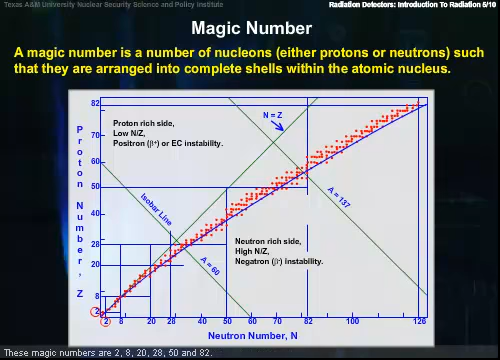 Texas A&M University Nuclear Security Science and Policy Institute
Radiation Detectors: Introduction To Radiation 5/10
Magic Number
A magic number is a number of nucleons (either protons or neutrons) such
that they are arranged into complete shells within the atomic nucleus.
Proton Number, Z
82
70
60
50
40
28
20
8
2
Proton rich side,
Low N/Z,
Positron (β+) or EC instability.
N = Z
Isobar Line
A = 137
A = 60
Neutron rich side,
High N/Z,
Negatron (β-) instability.
2 8 20 28 40 50 60 70 82 100 126
Neutron Number, N
These magic numbers are 2, 8, 20, 28, 50 and 82.